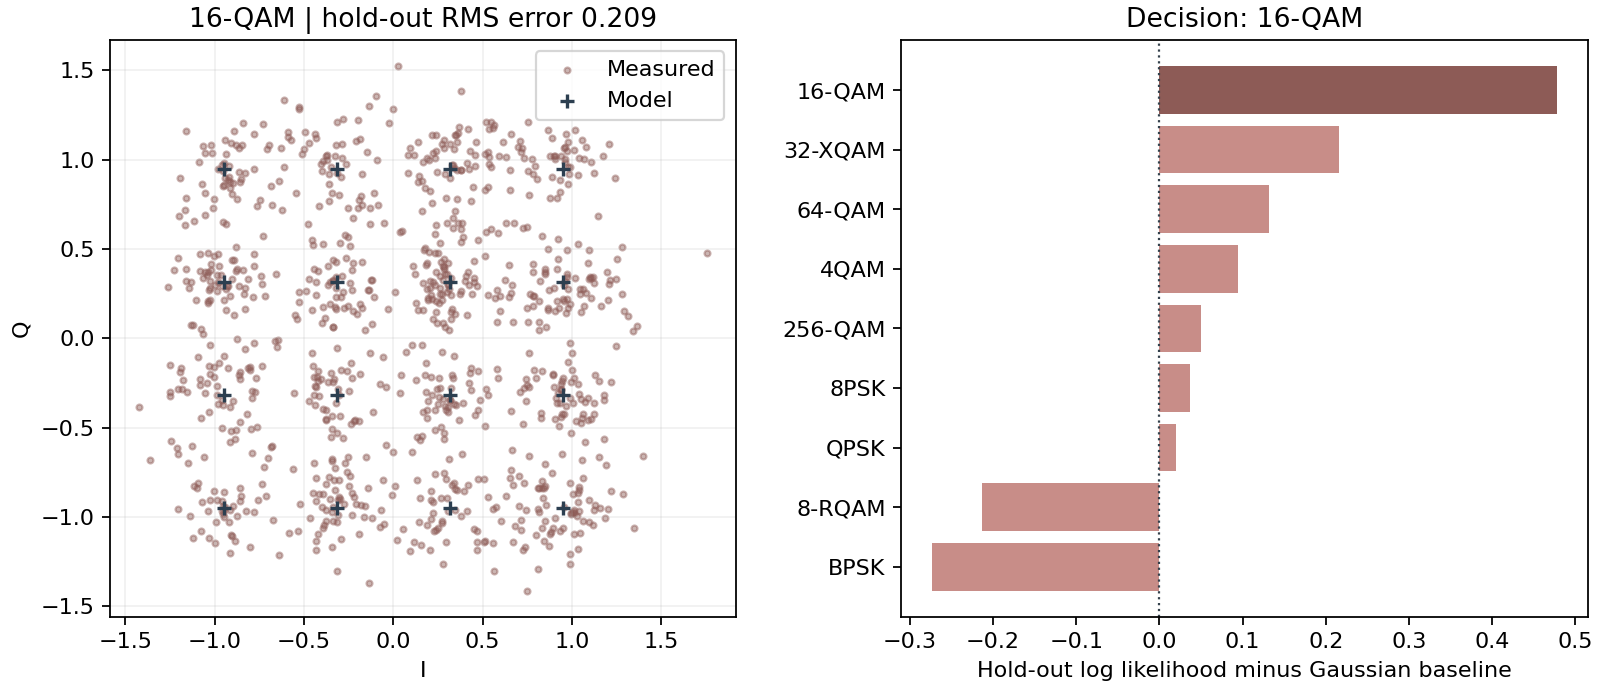 16-QAM | hold-out RMS error 0.209
Measured
Model
1.5
1.0
0.5
0.0
−0.5
−1.0
−1.5
Q
−1.5
−1.0
−0.5
0.0
0.5
1.0
1.5
I
Decision: 16-QAM
16-QAM
32-XQAM
64-QAM
4QAM
256-QAM
8PSK
QPSK
8-RQAM
BPSK
−0.3
−0.2
−0.1
0.0
0.1
0.2
0.3
0.4
0.5
Hold-out log likelihood minus Gaussian baseline